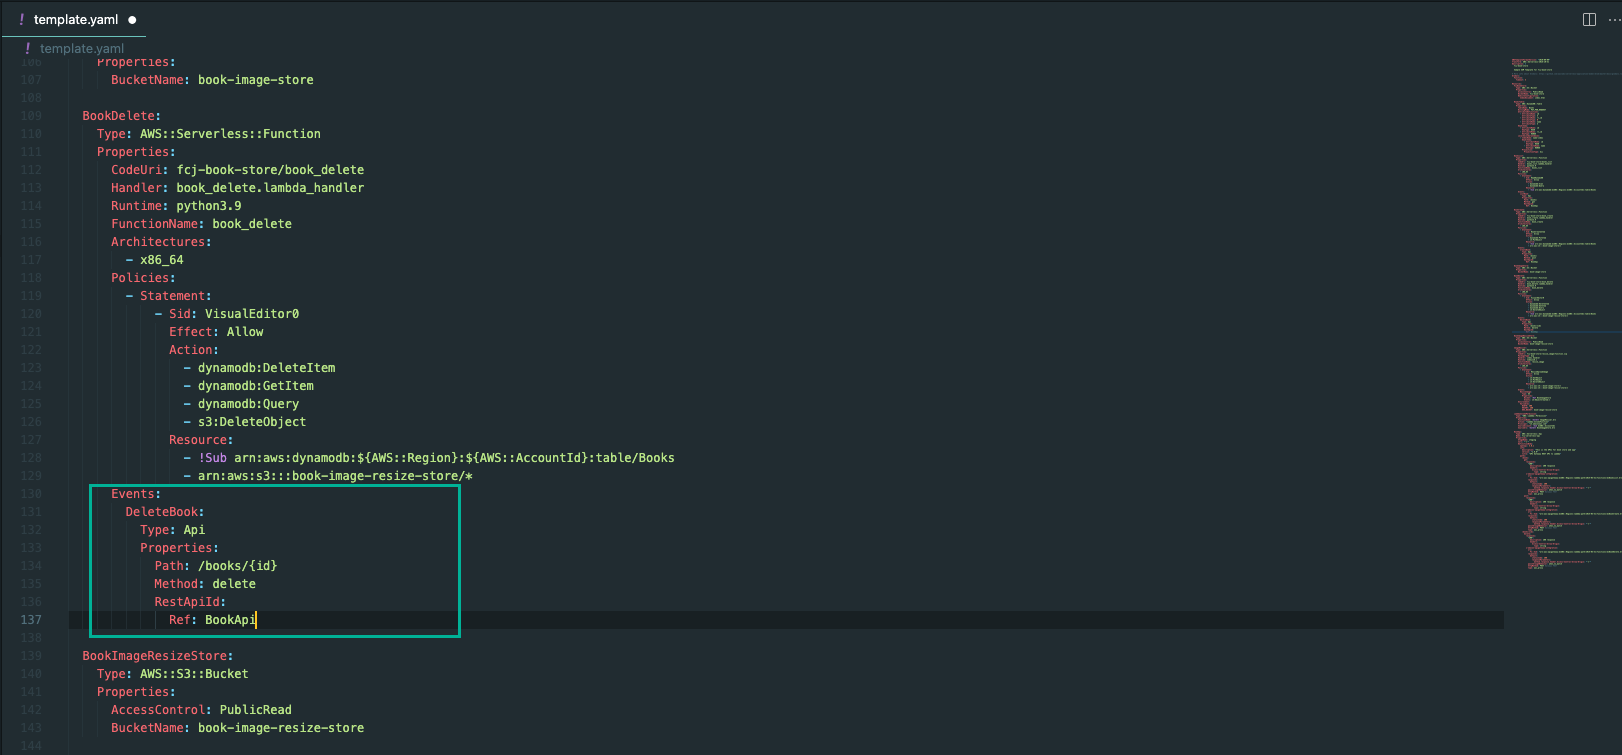 ! template.yaml ●
! template.yaml
106 Properties:
107 BucketName: book-image-store
108
109 BookDelete:
110 Type: AWS::Serverless::Function
111 Properties:
112 CodeUri: fcj-book-store/book_delete
113 Handler: book_delete.lambda_handler
114 Runtime: python3.9
115 FunctionName: book_delete
116 Architectures:
117 - x86_64
118 Policies:
119 - Statement:
120 - Sid: VisualEditor0
121 Effect: Allow
122 Action:
123 - dynamodb:DeleteItem
124 - dynamodb:GetItem
125 - dynamodb:Query
126 - s3:DeleteObject
127 Resource:
128 - !Sub arn:aws:dynamodb:${AWS::Region}:${AWS::AccountId}:table/Books
129 - arn:aws:s3:::book-image-resize-store/*
130 Events:
131 DeleteBook:
132 Type: Api
133 Properties:
134 Path: /books/{id}
135 Method: delete
136 RestApiId:
137 Ref: BookApi
138
139 BookImageResizeStore:
140 Type: AWS::S3::Bucket
141 Properties:
142 AccessControl: PublicRead
143 BucketName: book-image-resize-store
144